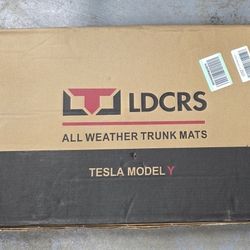 LDCRS
ALL WEATHER TRUNK MATS
TESLA MODEL Y